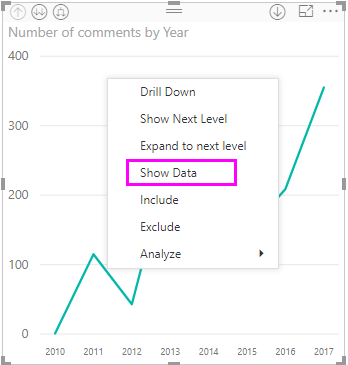 Number of comments by Year
400
Drill Down
Show Next Level
300
Expand to next level
Show Data
200
Include
Exclude
Analyze
100
0
2010 2011 2012 2013 2014 2015 2016 2017